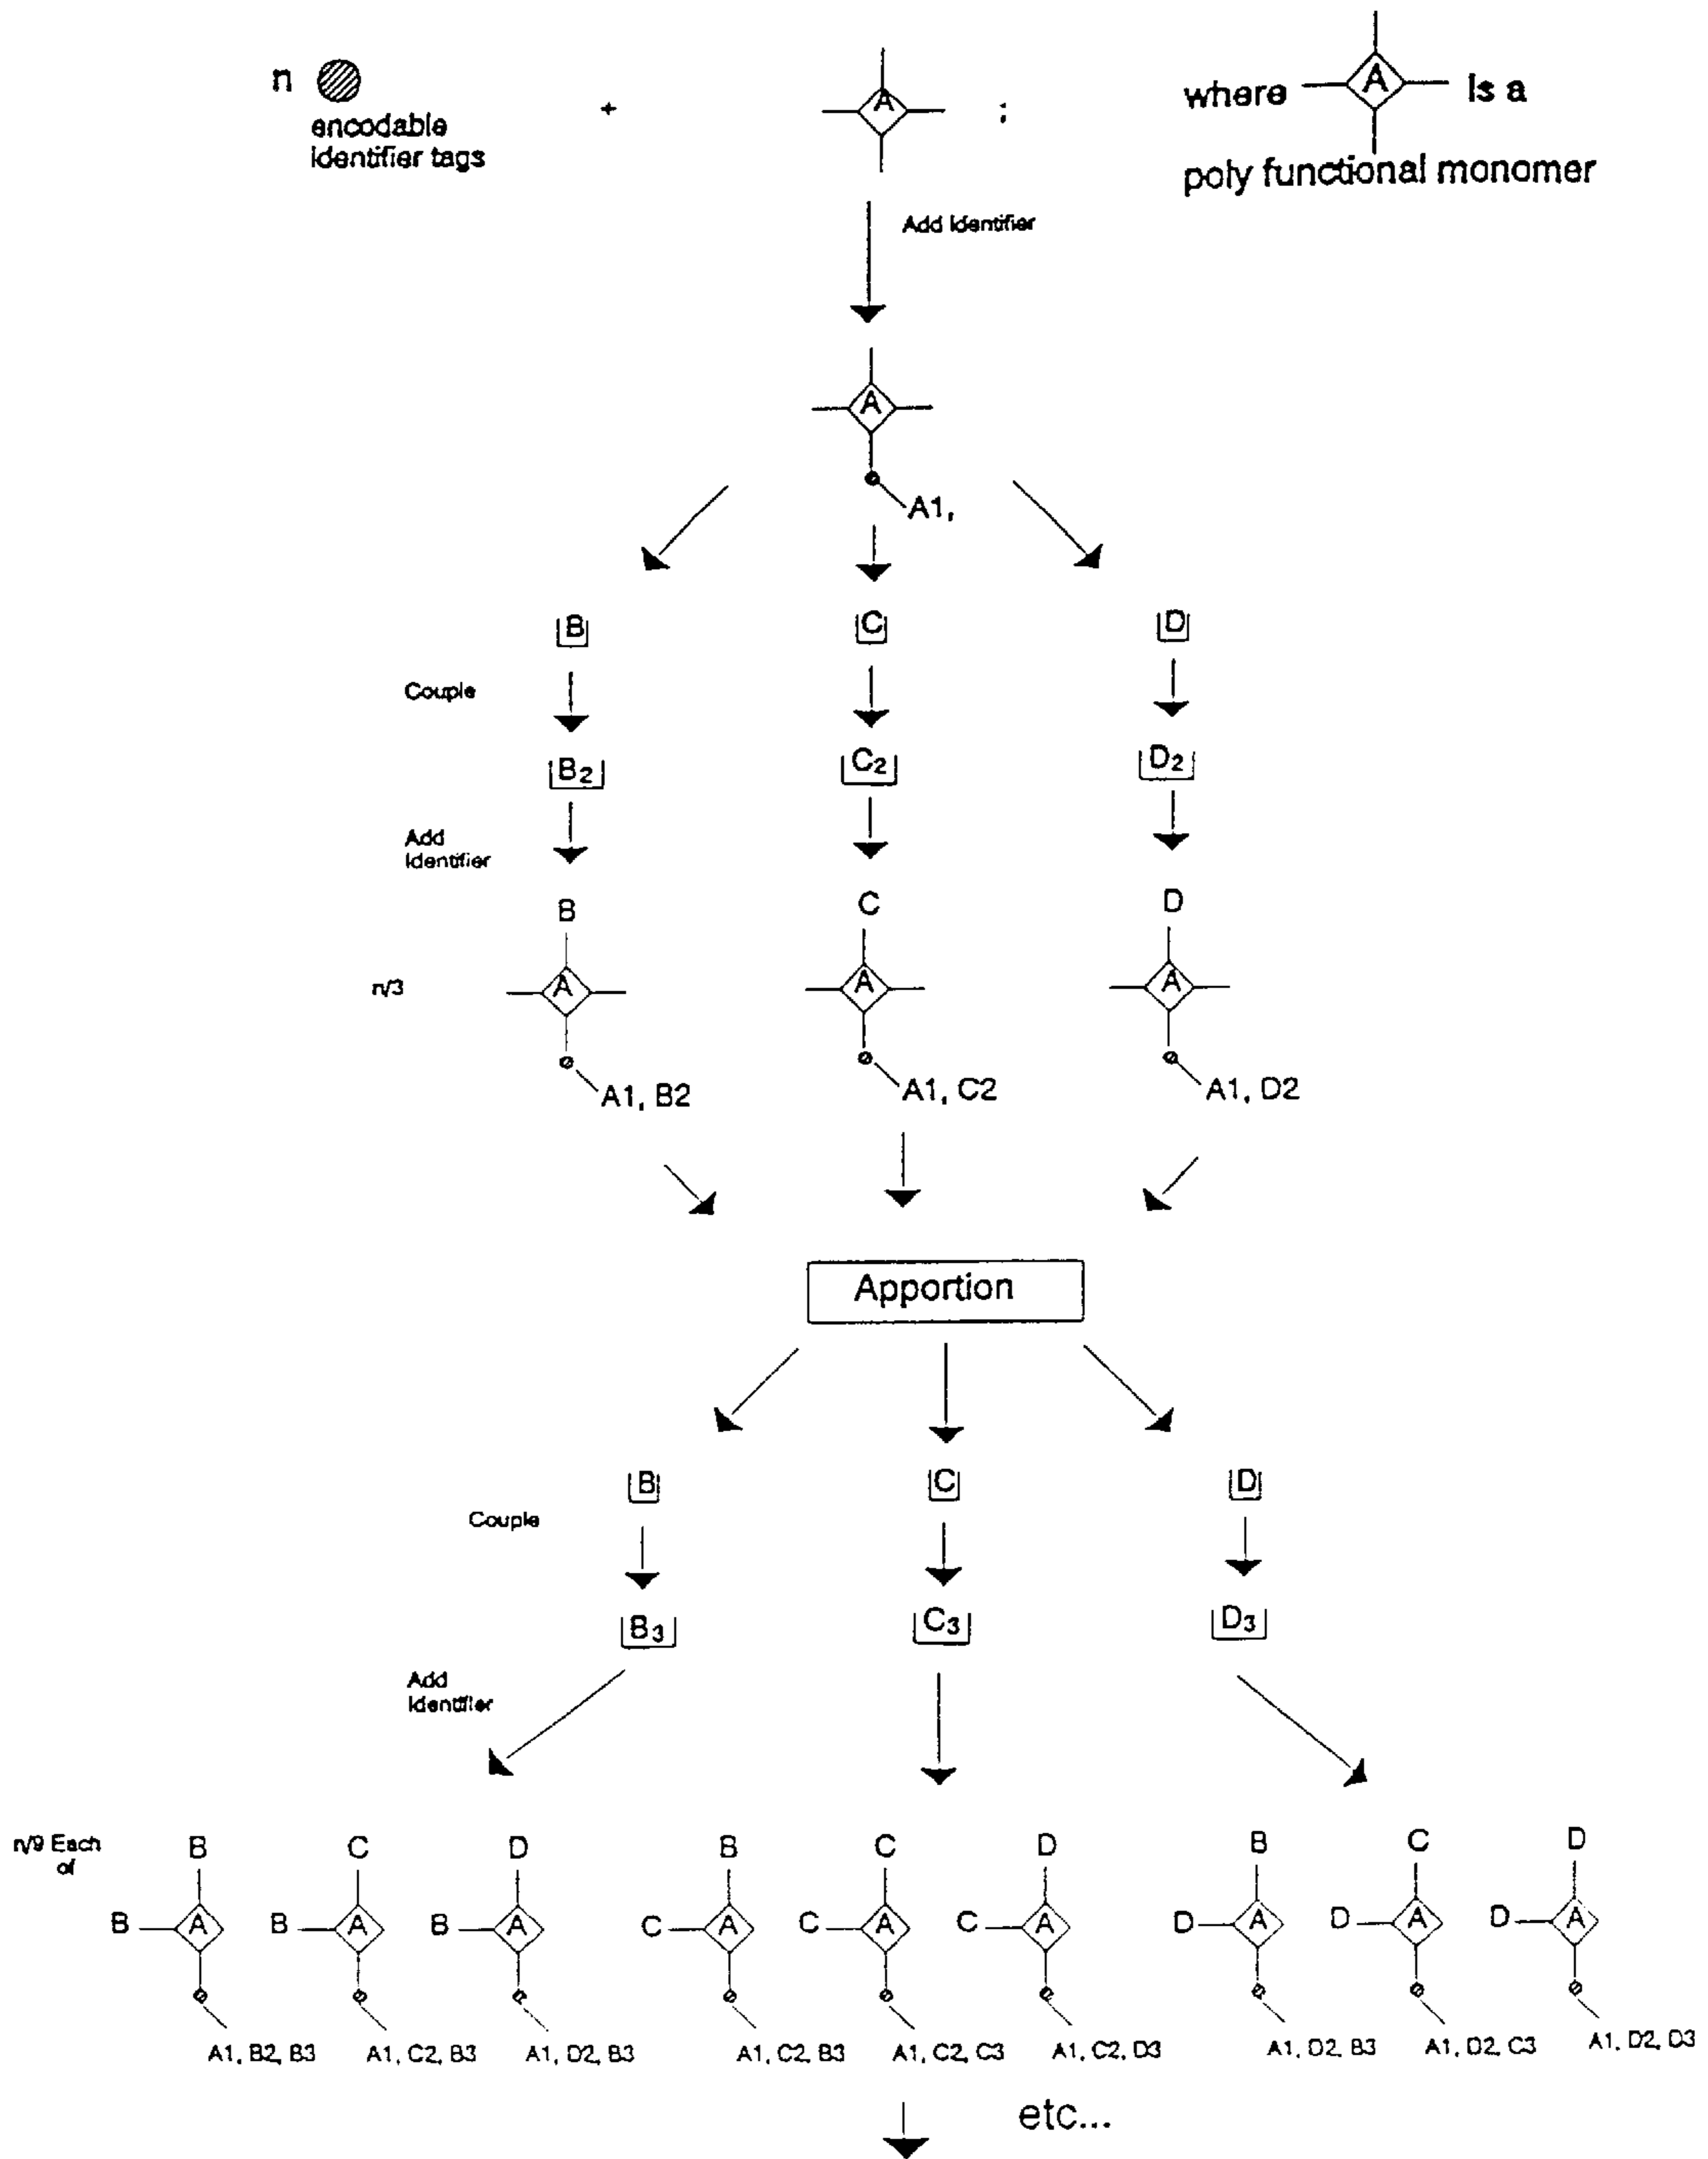 n
encodable
identifier tags
+
A
;
where
A
is a
poly functional monomer
Add Identifier
A
A1,
B
C
D
Couple
B2
C2
D2
Add
Identifier
B
C
D
n/3
A
A
A
A1, B2
A1, C2
A1, D2
Apportion
B
C
D
Couple
B3
C3
D3
Add
Identifier
n/9 Each
of
B
C
D
B
C
D
B
C
D
B
A
B
A
B
A
C
A
C
A
C
A
D
A
D
A
D
A
A1, B2, B3
A1, C2, B3
A1, D2, B3
A1, C2, B3
A1, C2, C3
A1, C2, D3
A1, D2, B3
A1, D2, C3
A1, D2, D3
etc...